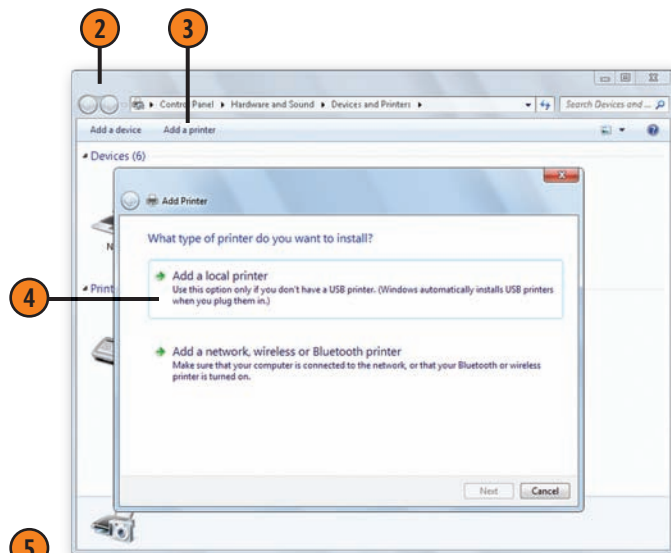 2
3
Control Panel ▸ Hardware and Sound ▸ Devices and Printers ▸
Search Devices and ...
Add a device Add a printer
Devices (6)
Add Printer
What type of printer do you want to install?
Add a local printer
Use this option only if you don't have a USB printer. (Windows automatically installs USB printers
when you plug them in.)
4
Add a network, wireless or Bluetooth printer
Make sure that your computer is connected to the network, or that your Bluetooth or wireless
printer is turned on.
Next Cancel
5